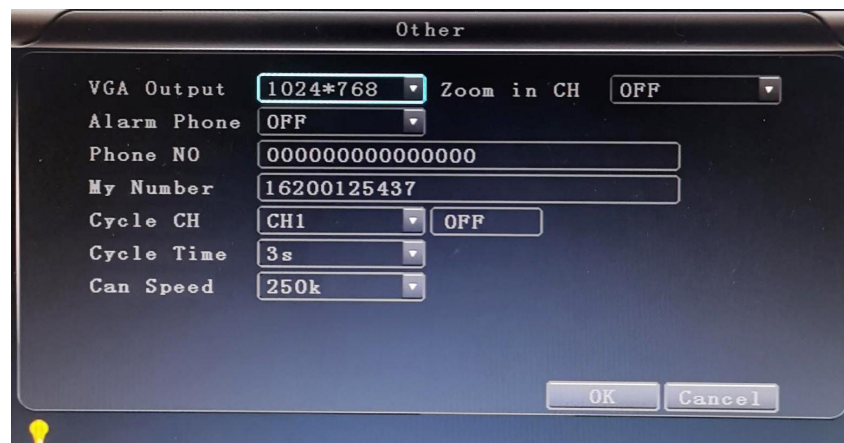 Other
VGA Output 1024*768 Zoom in CH OFF
Alarm Phone OFF
Phone NO 000000000000000
My Number 16200125437
Cycle CH CH1 OFF
Cycle Time 3s
Can Speed 250k
OK Cancel